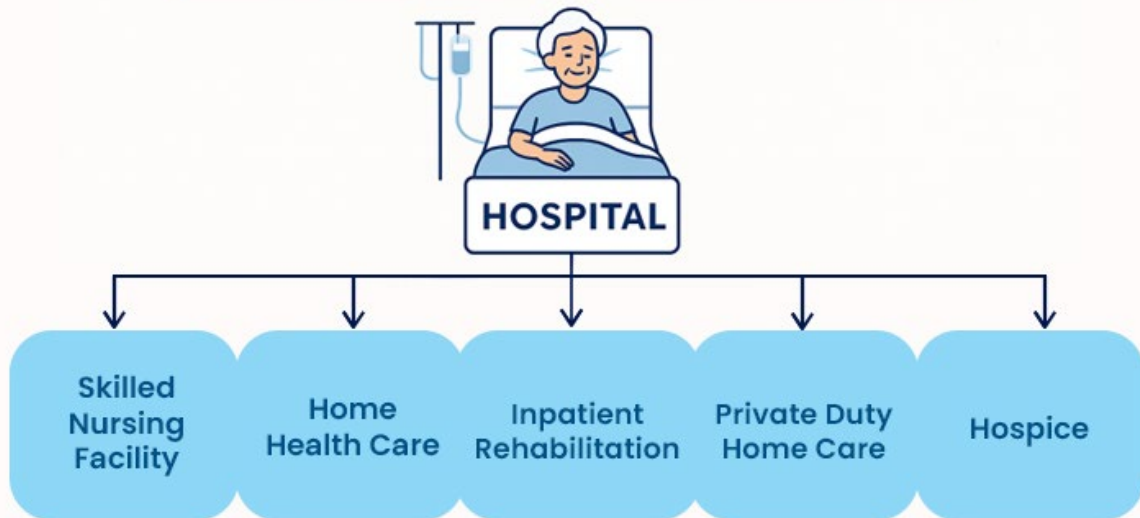 HOSPITAL
Skilled
Nursing
Facility
Home
Health Care
Inpatient
Rehabilitation
Private Duty
Home Care
Hospice